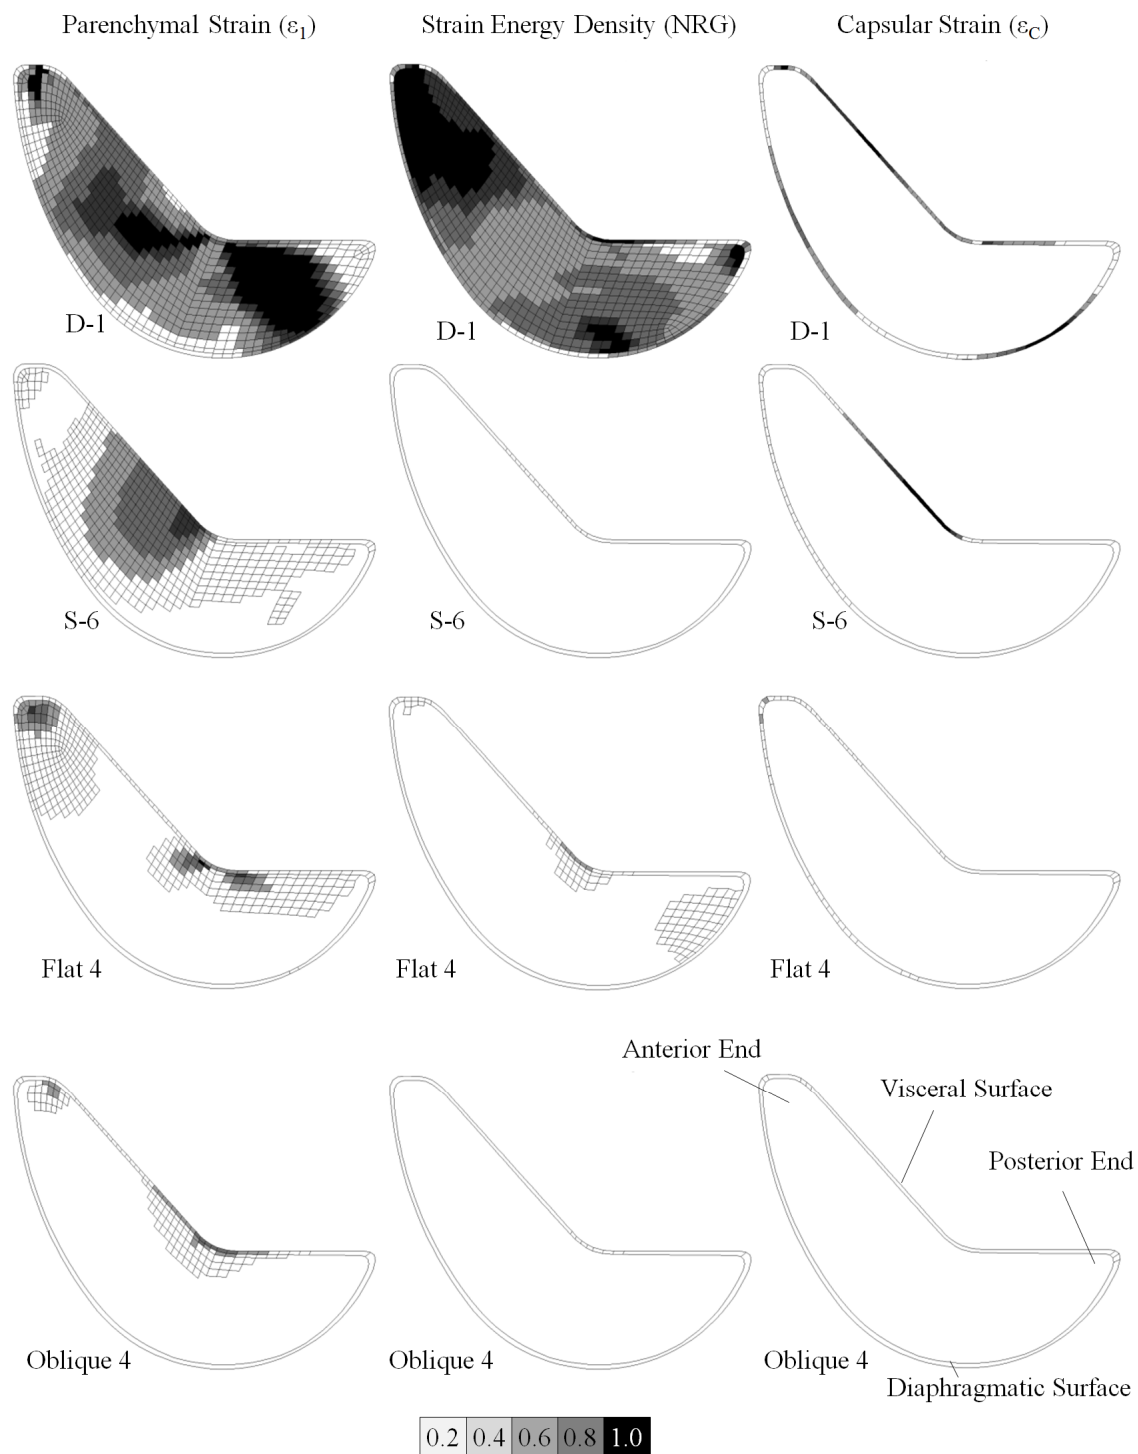 Parenchymal Strain (ε1) Strain Energy Density (NRG) Capsular Strain (εC)
D-1 D-1 D-1
S-6 S-6 S-6
Flat 4 Flat 4 Flat 4
Anterior End
Visceral Surface
Posterior End
Oblique 4 Oblique 4 Oblique 4
Diaphragmatic Surface
0.2 0.4 0.6 0.8 1.0